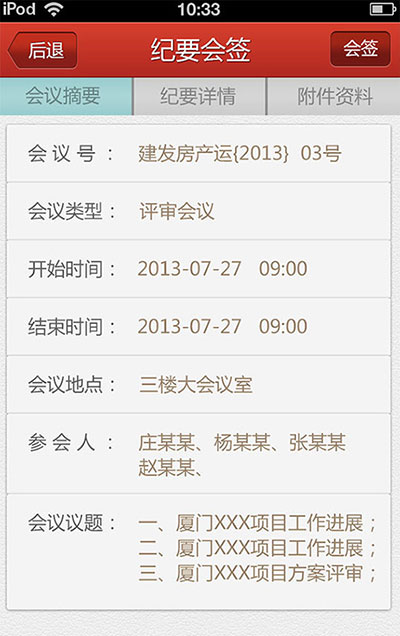 iPod 10:33
后退 纪要会签 会签
会议摘要 纪要详情 附件资料
会 议 号 ： 建发房产运{2013} 03号
会议类型： 评审会议
开始时间： 2013-07-27 09:00
结束时间： 2013-07-27 09:00
会议地点： 三楼大会议室
参 会 人 ： 庄某某、杨某某、张某某
赵某某、
会议议题： 一、厦门XXX项目工作进展；
二、厦门XXX项目工作进展；
三、厦门XXX项目方案评审；